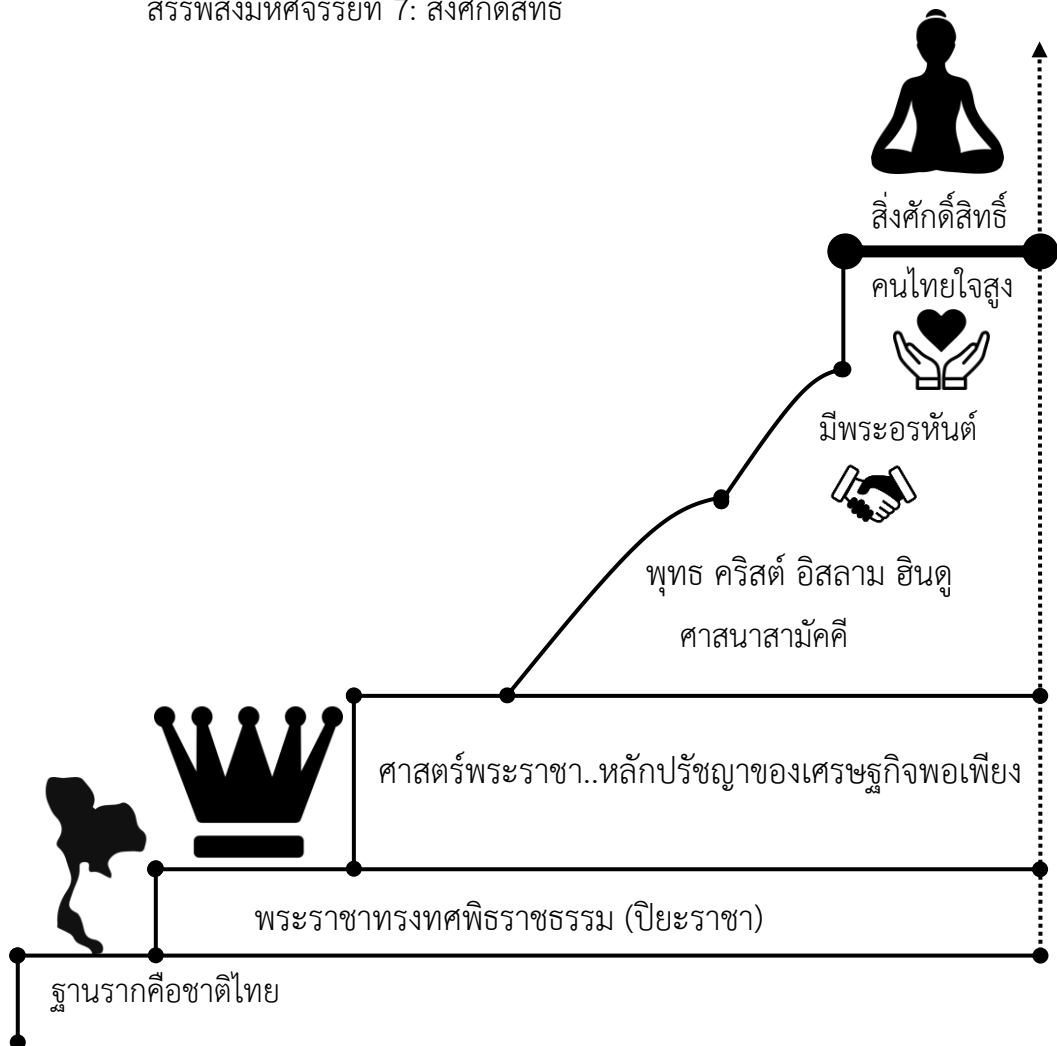 สรรพสิ่งมหัศจรรย์ที่ 7: สิ่งศักดิ์สิทธิ์
สิ่งศักดิ์สิทธิ์
คนไทยใจสูง
มีพระอรหันต์
พุทธ คริสต์ อิสลาม ฮินดู
ศาสนาสามัคคี
ศาสตร์พระราชา..หลักปรัชญาของเศรษฐกิจพอเพียง
พระราชาทรงทศพิธราชธรรม (ปิยะราชา)
ฐานรากคือชาติไทย